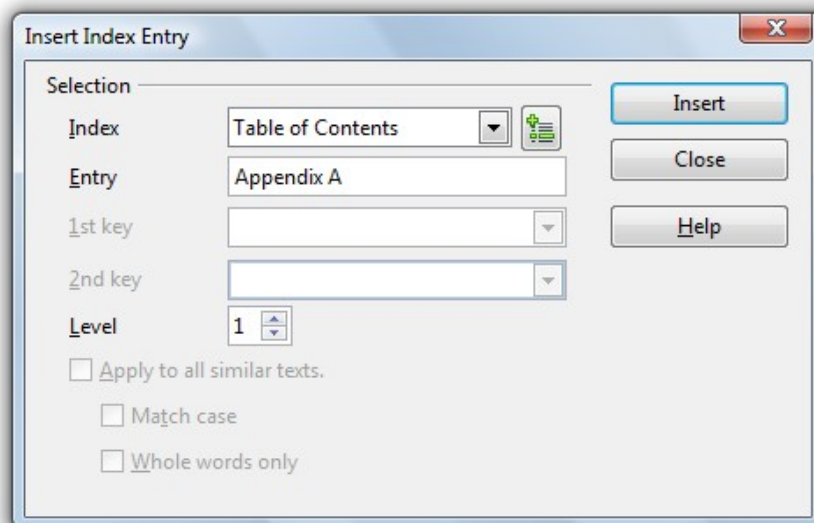 Insert Index Entry
Selection
Index Table of Contents
Entry Appendix A
1st key
2nd key
Level 1
Apply to all similar texts.
Match case
Whole words only
Insert
Close
Help